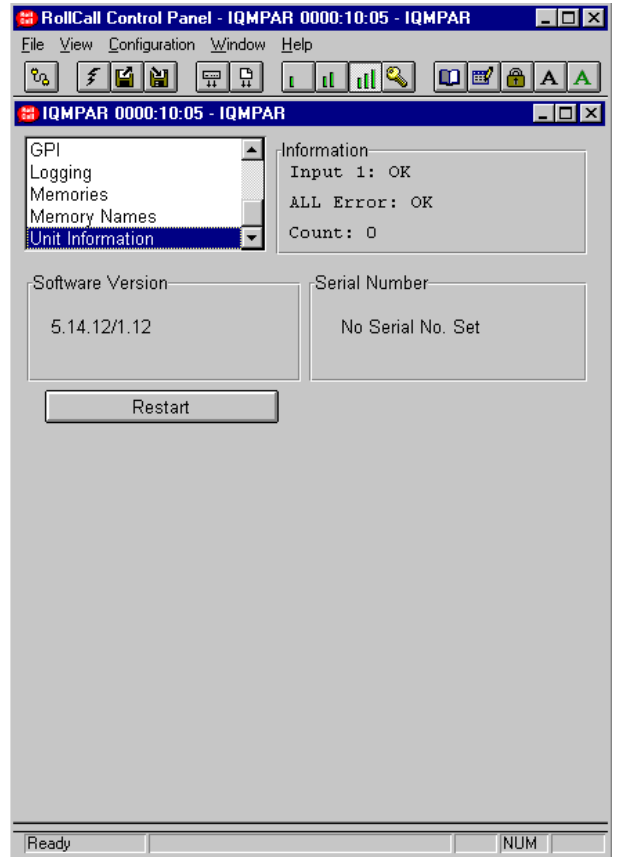 RollCall Control Panel - IQMPAR 0000:10:05 - IQMPAR
File View Configuration Window Help
A A
IQMPAR 0000:10:05 - IQMPAR
GPI
Logging
Memories
Memory Names
Unit Information
Information
Input 1: OK
ALL Error: OK
Count: 0
Software Version
5.14.12/1.12
Serial Number
No Serial No. Set
Restart
Ready NUM